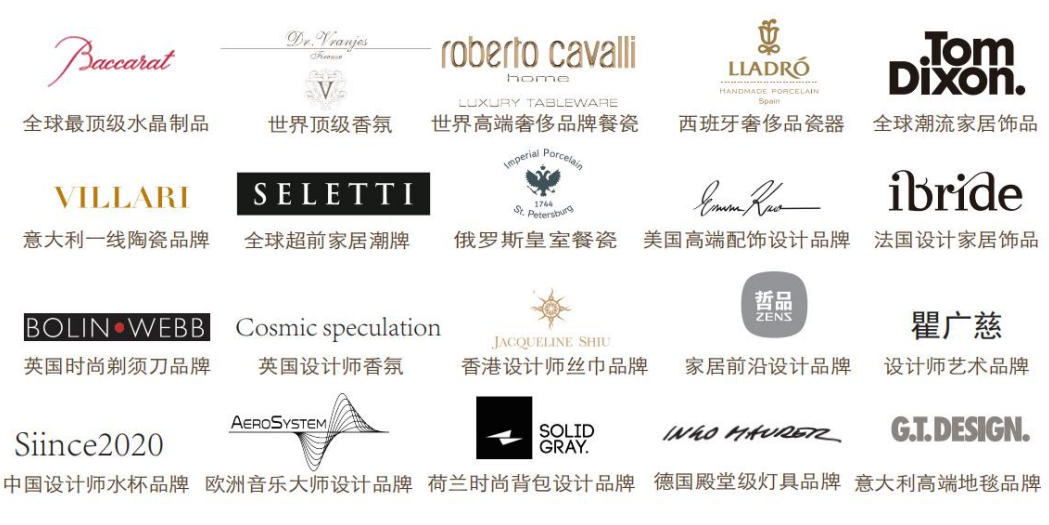 Baccarat
全球最顶级水晶制品
Dr. Vranjes
Firenze
V
世界顶级香氛
roberto cavalli
home
LUXURY TABLEWARE
世界高端奢侈品牌餐瓷
LLADRÓ
HANDMADE PORCELAIN
Spain
西班牙奢侈品瓷器
Tom
Dixon.
全球潮流家居饰品
VILLARI
意大利一线陶瓷品牌
SELETTI
全球超前家居潮牌
Imperial Porcelain
1744
St. Petersburg
俄罗斯皇室餐瓷
美国高端配饰设计品牌
ibride
法国设计家居饰品
BOLIN•WEBB
英国时尚剃须刀品牌
Cosmic speculation
英国设计师香氛
JACQUELINE SHIU
香港设计师丝巾品牌
哲品
ZENS
家居前沿设计品牌
瞿广慈
设计师艺术品牌
Siince2020
中国设计师水杯品牌
AEROSYSTEM
欧洲音乐大师设计品牌
SOLID
GRAY.
荷兰时尚背包设计品牌
INGO MAURER
德国殿堂级灯具品牌
G.T.DESIGN.
意大利高端地毯品牌